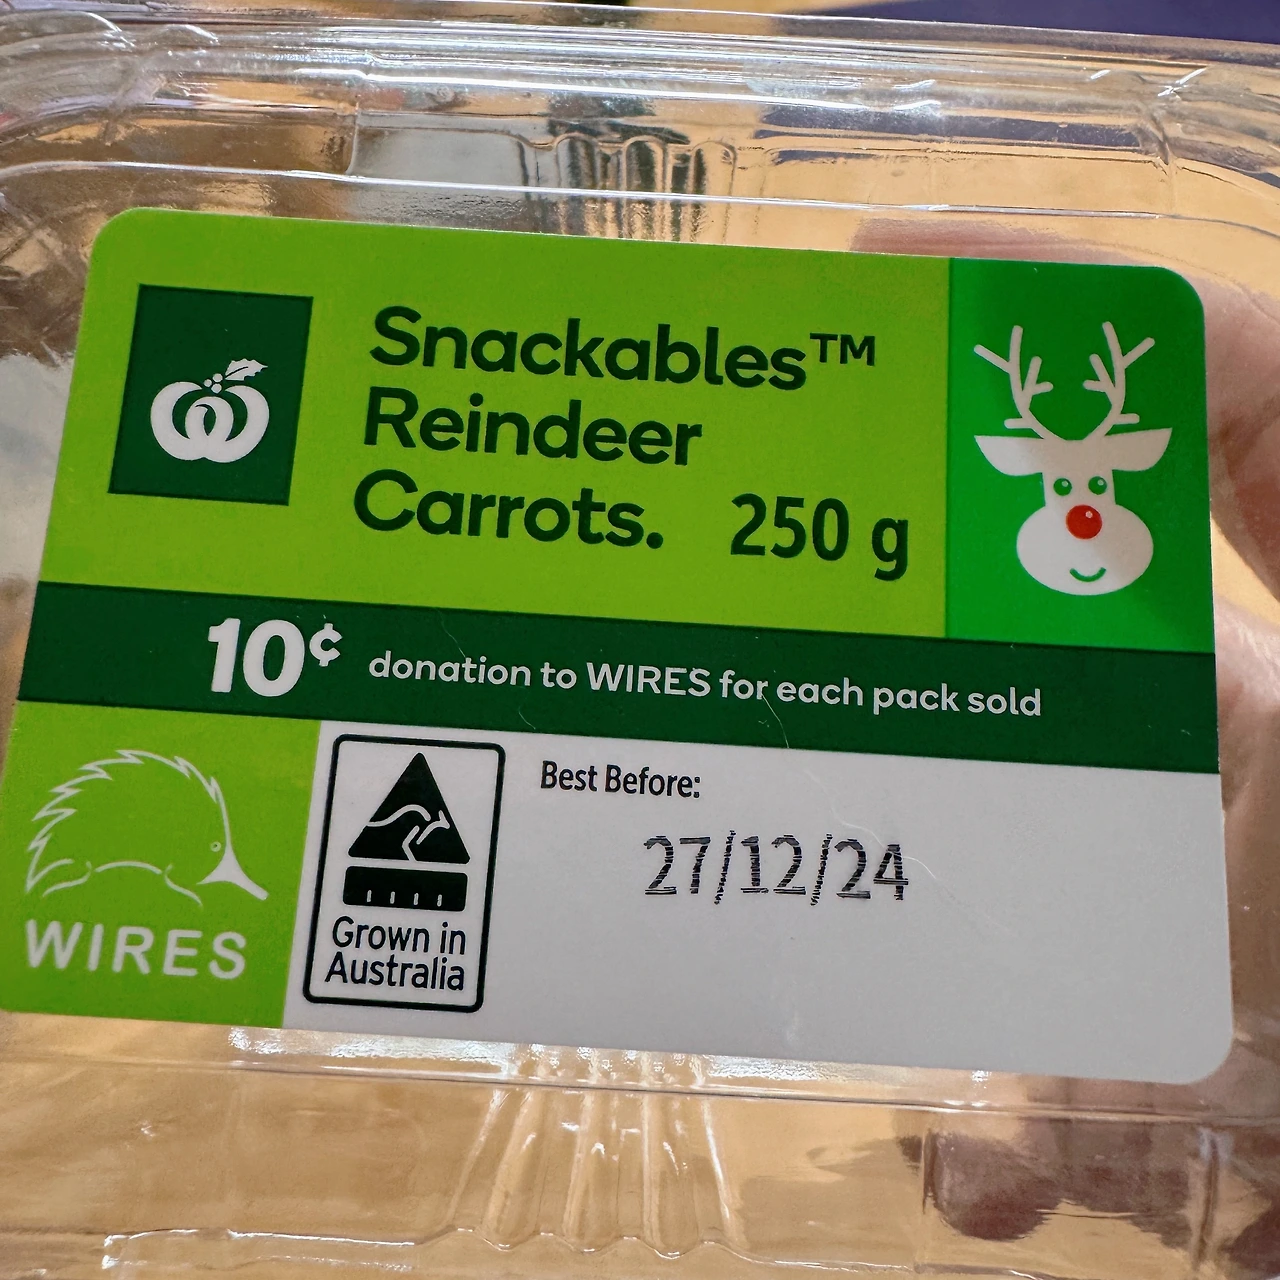 Snackables™
Reindeer
Carrots. 250 g
10¢ donation to WIRES for each pack sold
WIRES
Grown in
Australia
Best Before:
27/12/24